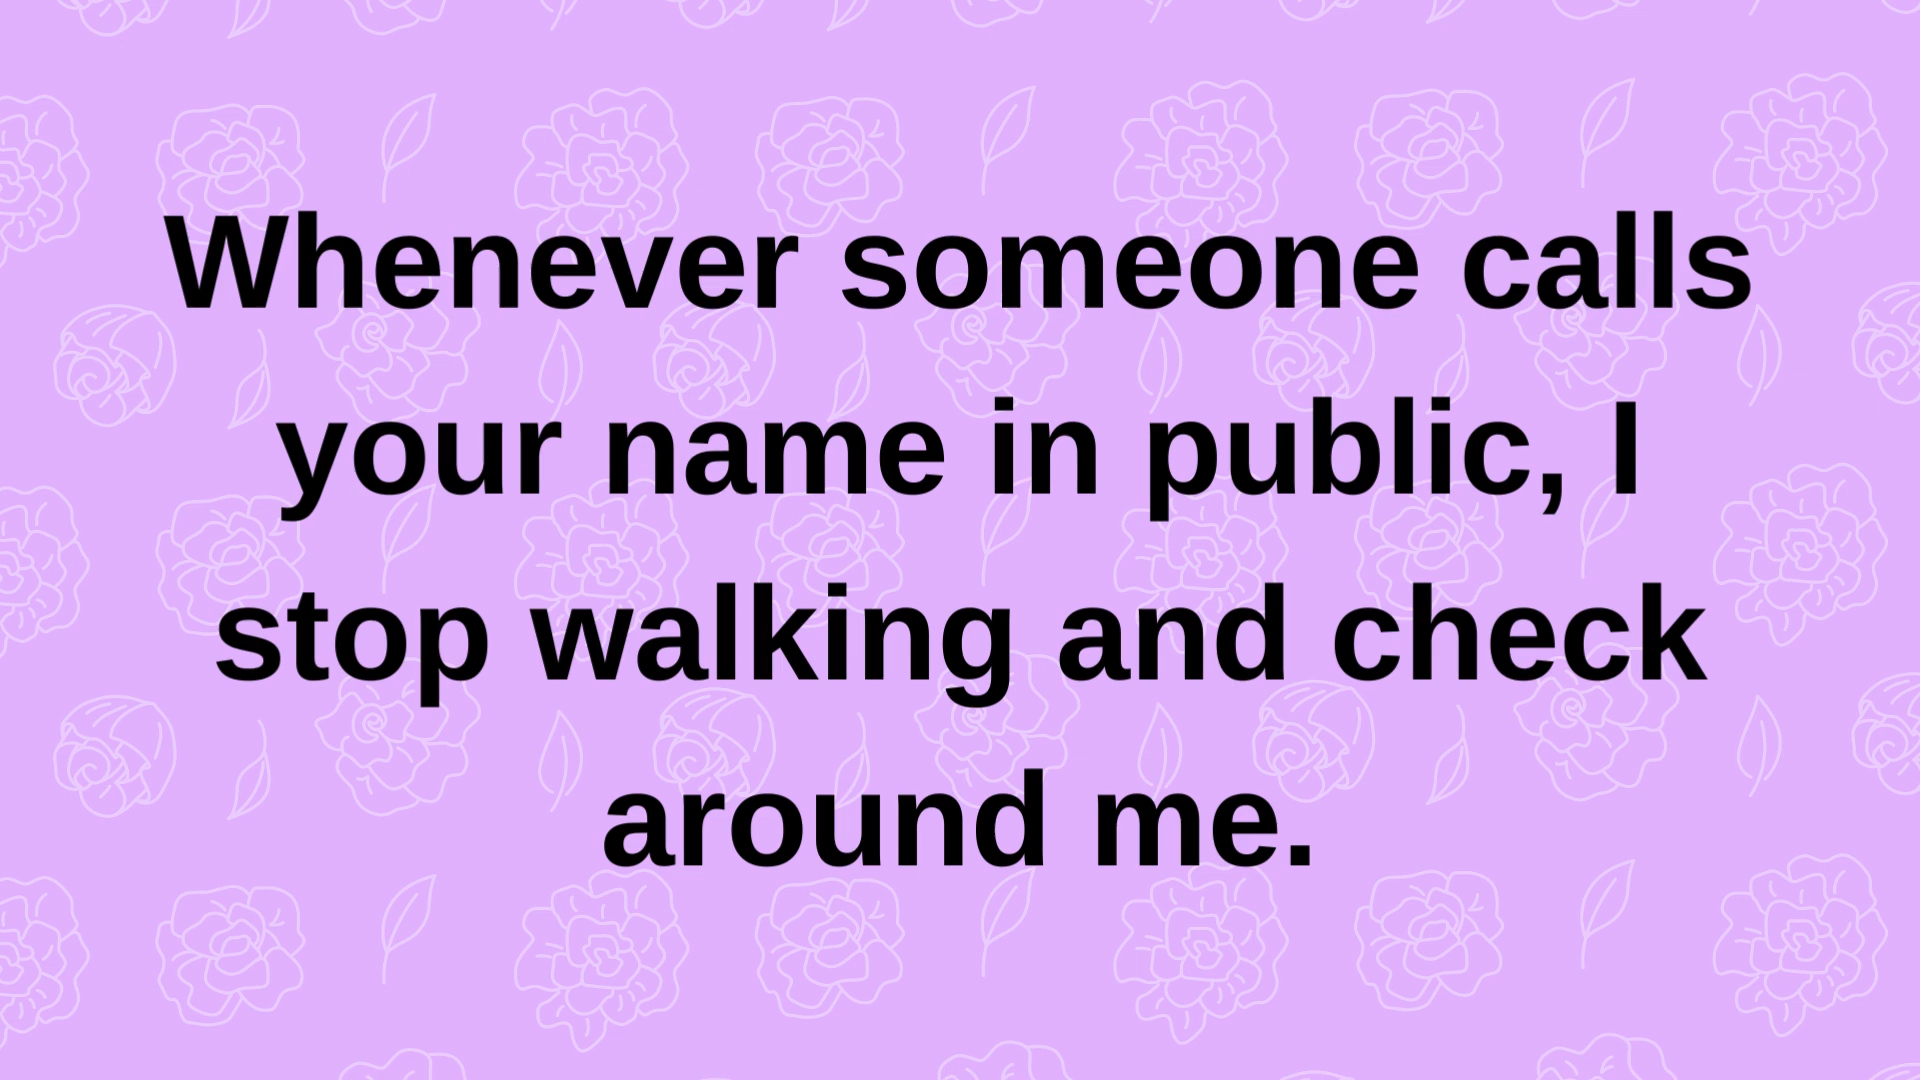 Whenever someone calls
your name in public, I
stop walking and check
around me.